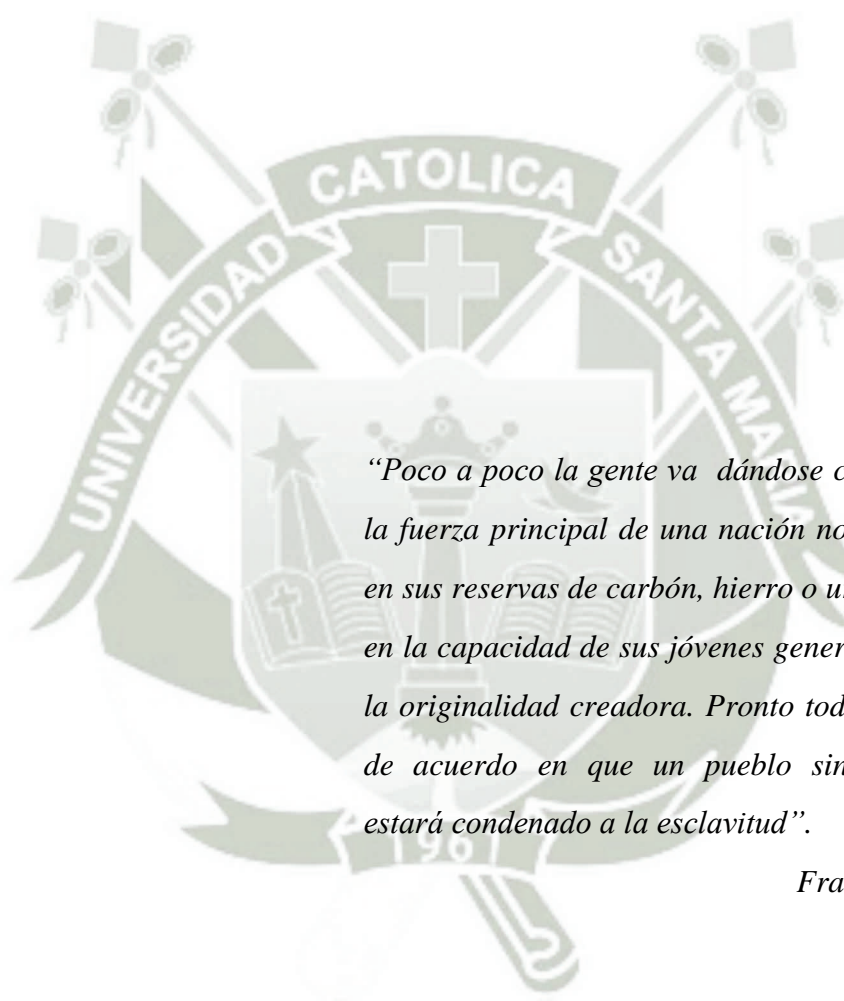 UNIVERSIDAD CATOLICA SANTA MARIA
“Poco a poco la gente va dándose c
la fuerza principal de una nación no
en sus reservas de carbón, hierro o u
en la capacidad de sus jóvenes gener
la originalidad creadora. Pronto tod
de acuerdo en que un pueblo sin
estará condenado a la esclavitud”.
Fra
96